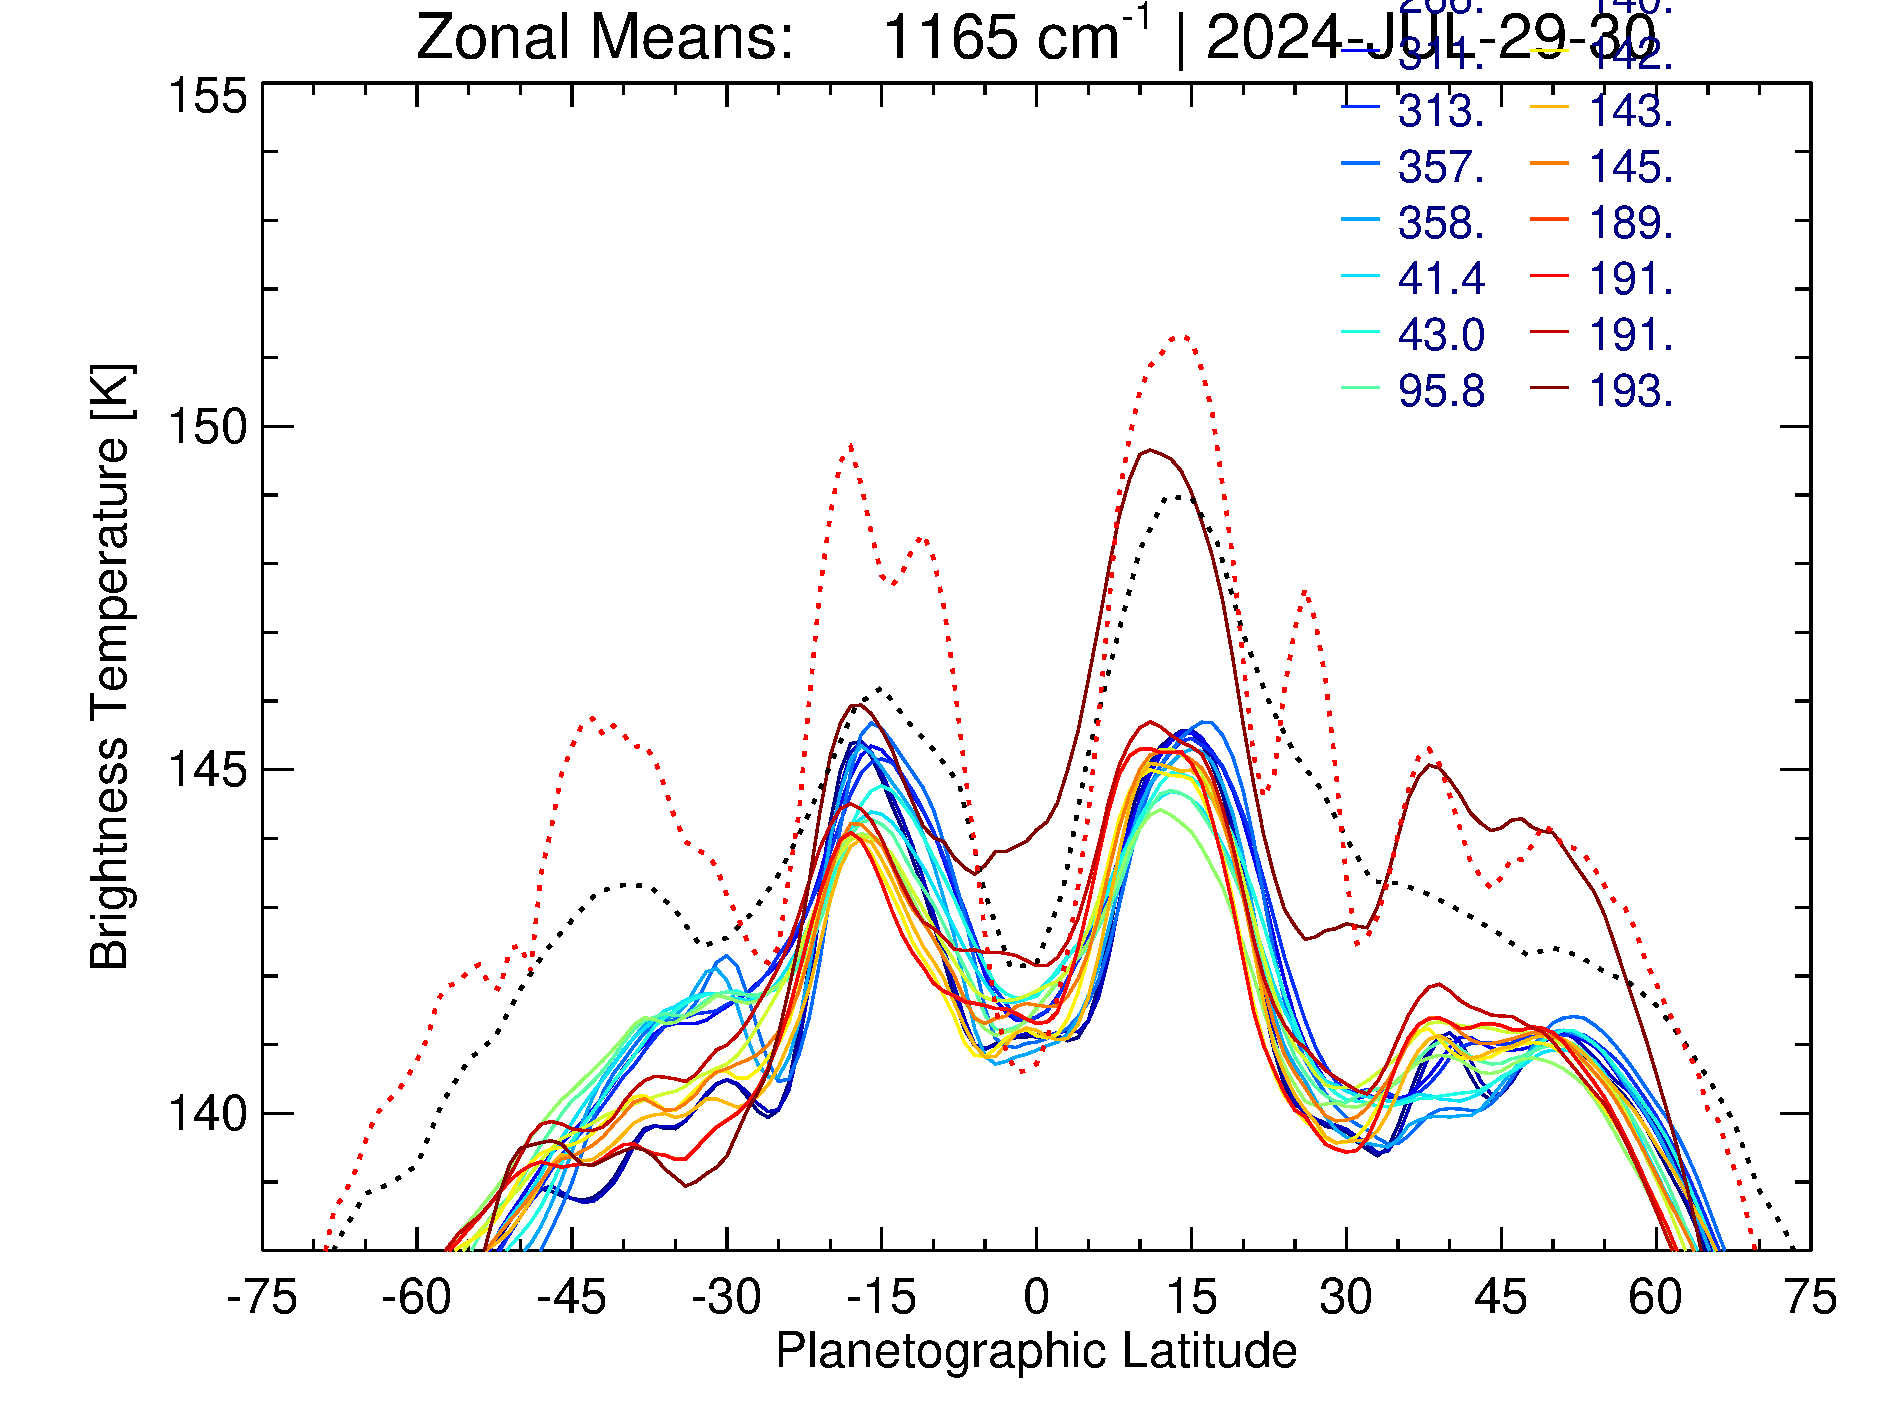 Zonal Means: 1165 cm-1 | 2024-JUL-29-30
311. 142.
313. 143.
357. 145.
358. 189.
41.4 191.
43.0 191.
95.8 193.
155
150
145
140
Brightness Temperature [K]
-75 -60 -45 -30 -15 0 15 30 45 60 75
Planetographic Latitude